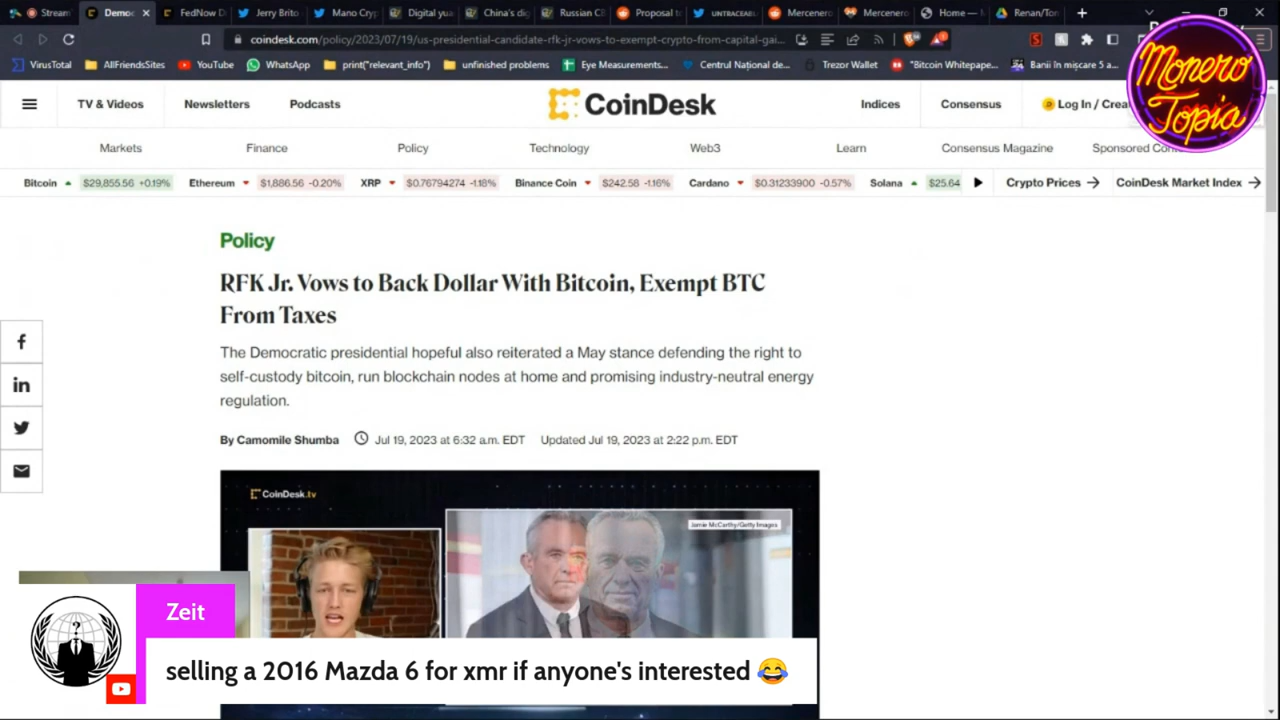 Stream
Democ
FedNow D
Jerry Brito
Mano Cryp
Digital yua
China's dig
Russian CB
Proposal to
UNTRACEAB
Mercenero
Mercenero
Home —
Renan/Ton
coindesk.com/policy/2023/07/19/us-presidential-candidate-rfk-jr-vows-to-exempt-crypto-from-capital-gai...
VirusTotal
AllFriendsSites
YouTube
WhatsApp
print("relevant_info")
unfinished problems
Eye Measurements...
Centrul Național de...
Trezor Wallet
"Bitcoin Whitepape...
Banii în mișcare 5 a...
Monero
Topia
TV & Videos
Newsletters
Podcasts
CoinDesk
Indices
Consensus
Log In / Crea
Markets
Finance
Policy
Technology
Web3
Learn
Consensus Magazine
Sponsored Con
Bitcoin $29,855.56 +0.19%
Ethereum $1,886.56 -0.20%
XRP $0.76794274 -1.18%
Binance Coin $242.58 -1.16%
Cardano $0.31233900 -0.57%
Solana $25.64
Crypto Prices
CoinDesk Market Index
Policy
RFK Jr. Vows to Back Dollar With Bitcoin, Exempt BTC
From Taxes
The Democratic presidential hopeful also reiterated a May stance defending the right to
self-custody bitcoin, run blockchain nodes at home and promising industry-neutral energy
regulation.
By Camomile Shumba
Jul 19, 2023 at 6:32 a.m. EDT
Updated Jul 19, 2023 at 2:22 p.m. EDT
CoinDesk.tv
Jamie McCarthy/Getty Images
?
Zeit
selling a 2016 Mazda 6 for xmr if anyone's interested 😂